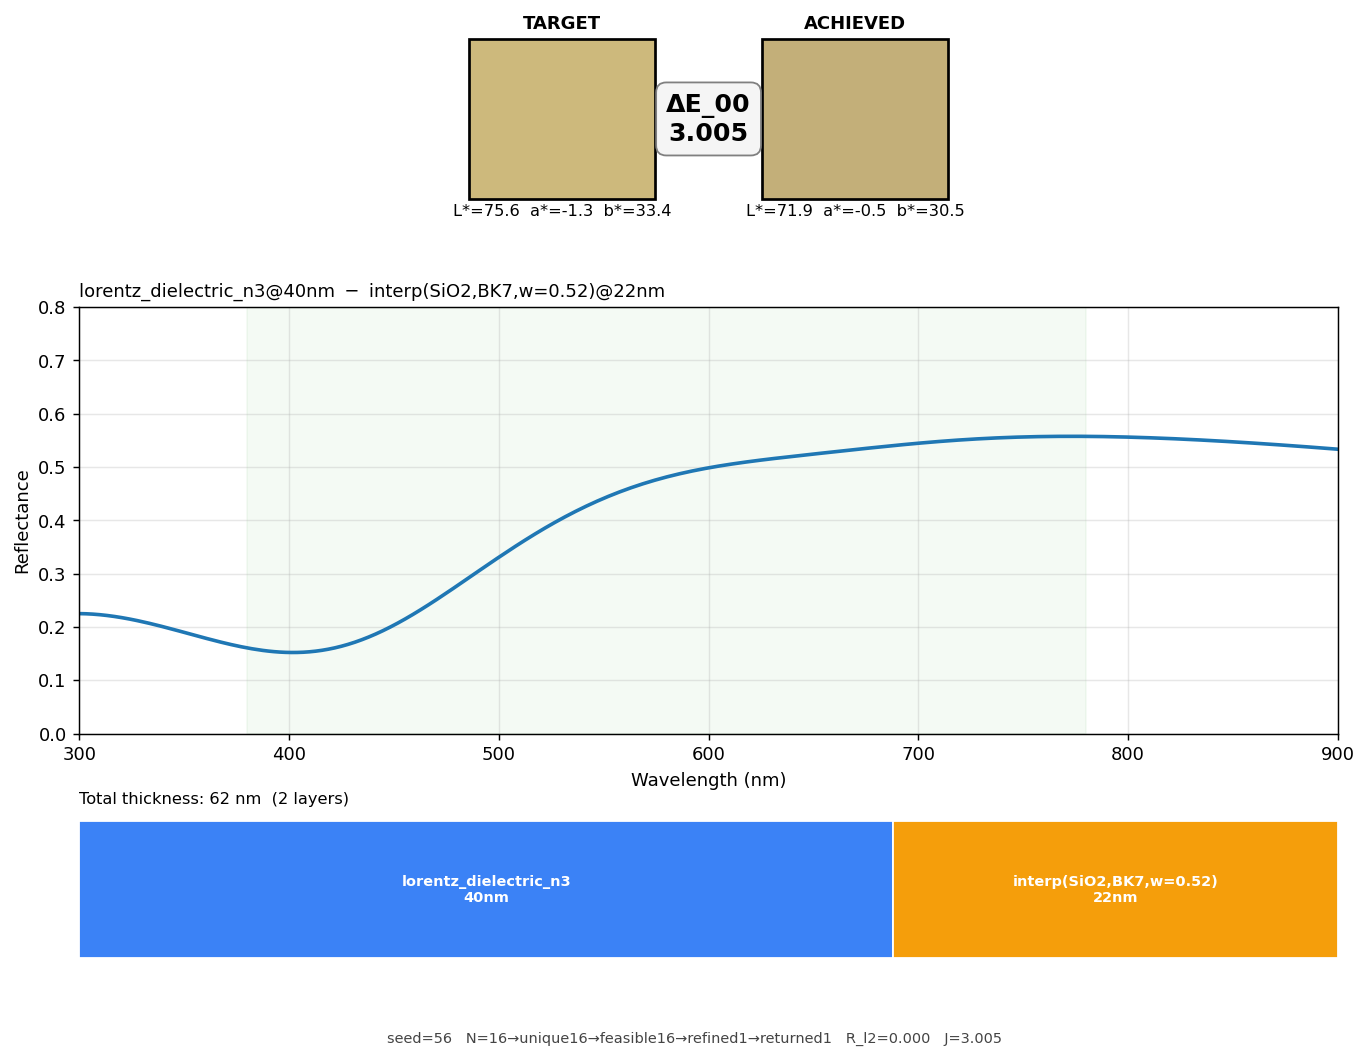 TARGET
ACHIEVED
ΔE_00
3.005
L*=75.6 a*=-1.3 b*=33.4
L*=71.9 a*=-0.5 b*=30.5
lorentz_dielectric_n3@40nm − interp(SiO2,BK7,w=0.52)@22nm
0.8
0.7
0.6
0.5
0.4
0.3
0.2
0.1
0.0
Reflectance
300 400 500 600 700 800 900
Wavelength (nm)
Total thickness: 62 nm (2 layers)
lorentz_dielectric_n3
40nm
interp(SiO2,BK7,w=0.52)
22nm
seed=56 N=16→unique16→feasible16→refined1→returned1 R_l2=0.000 J=3.005